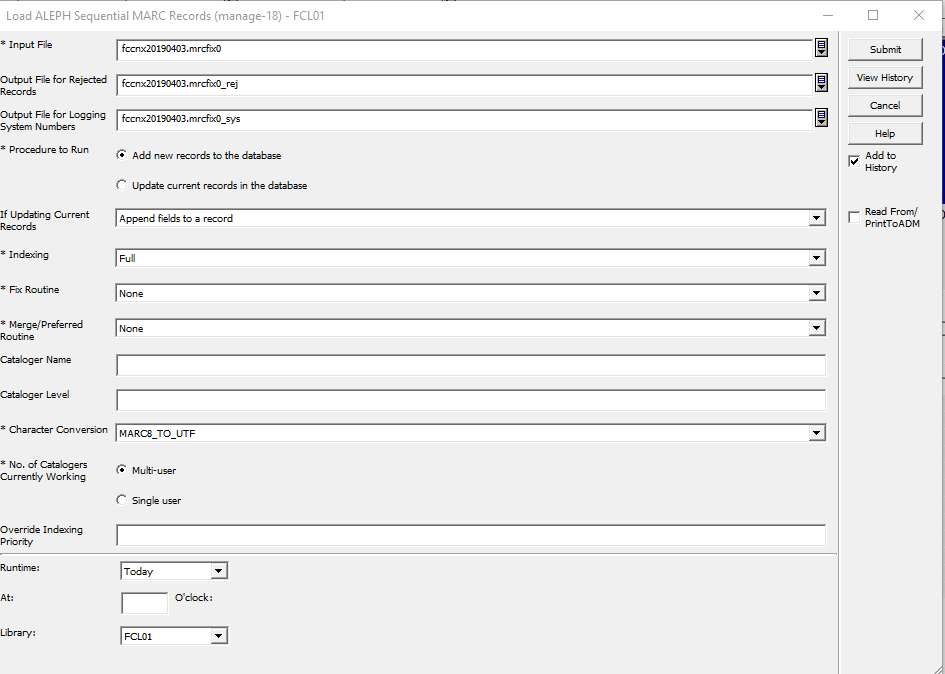 Load ALEPH Sequential MARC Records (manage-18) - FCL01
* Input File
fccnx20190403.mrcfix0
Submit
Output File for Rejected
Records
fccnx20190403.mrcfix0_rej
View History
Output File for Logging
System Numbers
fccnx20190403.mrcfix0_sys
Cancel
Help
* Procedure to Run
Add new records to the database
Add to
History
Update current records in the database
If Updating Current
Records
Append fields to a record
Read From/
PrintToADM
* Indexing
Full
* Fix Routine
None
* Merge/Preferred
Routine
None
Cataloger Name
Cataloger Level
* Character Conversion
MARC8_TO_UTF
* No. of Catalogers
Currently Working
Multi-user
Single user
Override Indexing
Priority
Runtime:
Today
At:
O'clock:
Library:
FCL01